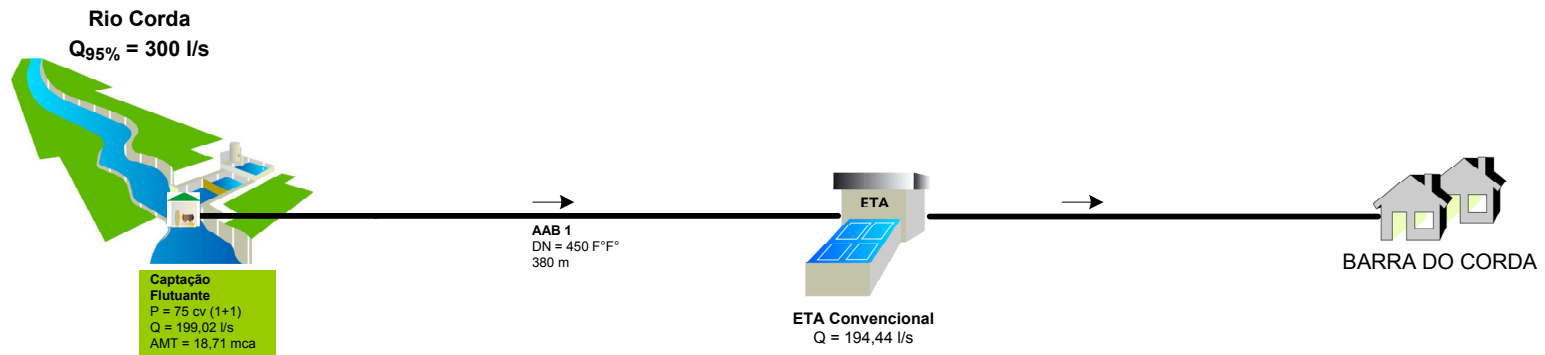 Rio Corda
Q95% = 300 l/s
Captação
Flutuante
P = 75 cv (1+1)
Q = 199,02 l/s
AMT = 18,71 mca
AAB 1
DN = 450 F°F°
380 m
ETA
ETA Convencional
Q = 194,44 l/s
BARRA DO CORDA